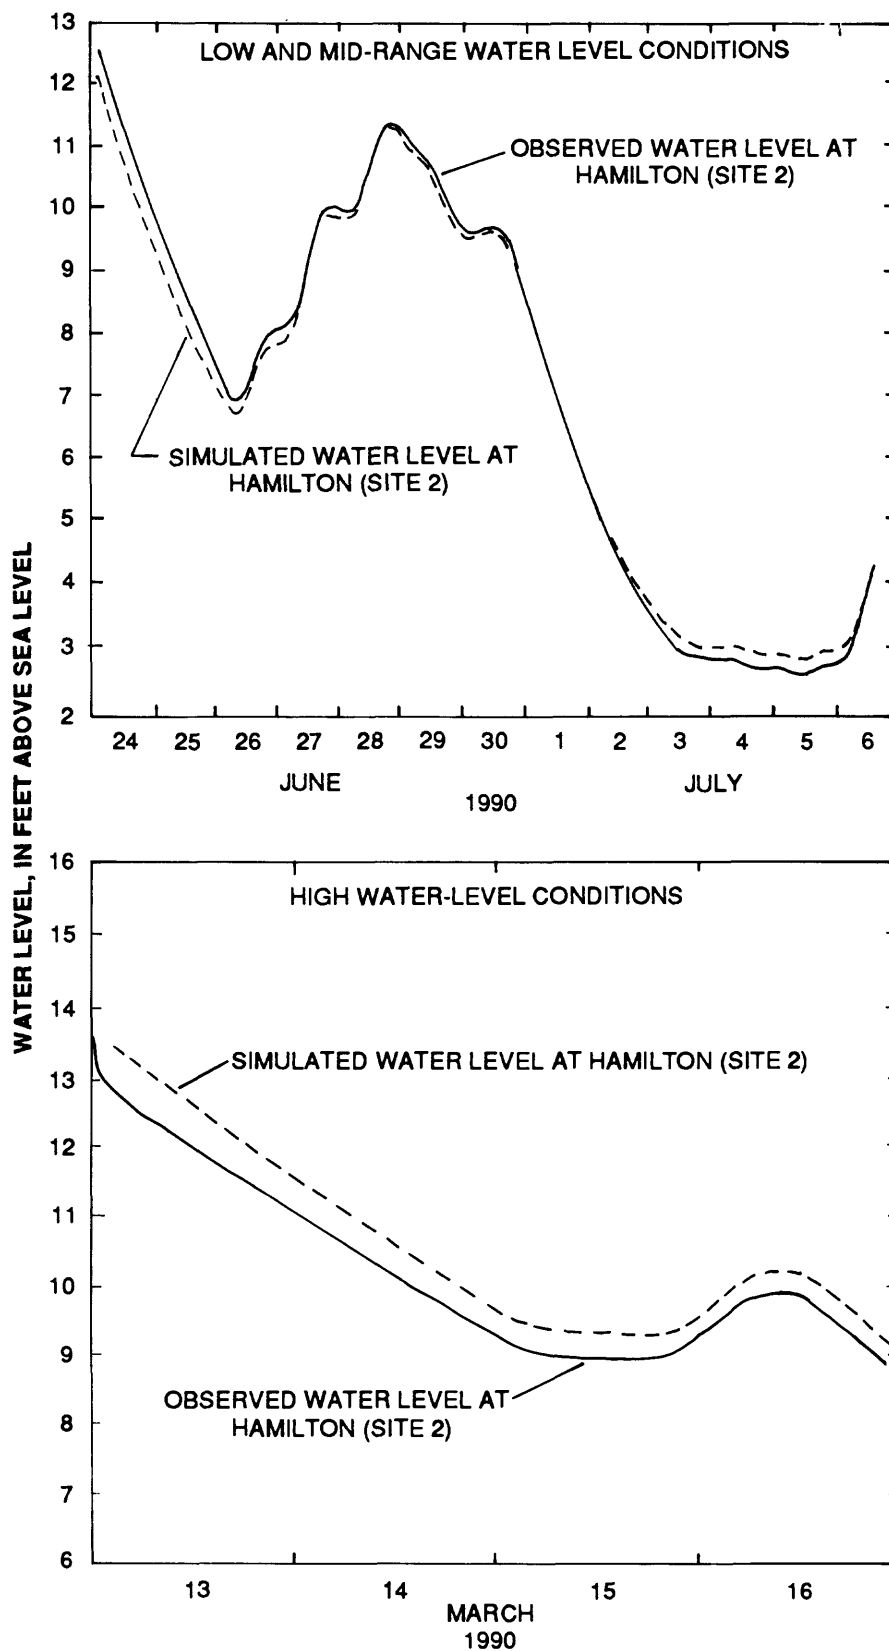 WATER LEVEL, IN FEET ABOVE SEA LEVEL
LOW AND MID-RANGE WATER LEVEL CONDITIONS
13
12
11
10
9
8
7
6
5
4
3
2
OBSERVED WATER LEVEL AT
HAMILTON (SITE 2)
SIMULATED WATER LEVEL AT
HAMILTON (SITE 2)
24 25 26 27 28 29 30 1 2 3 4 5 6
JUNE JULY
1990
HIGH WATER-LEVEL CONDITIONS
16
15
14
13
12
11
10
9
8
7
6
SIMULATED WATER LEVEL AT HAMILTON (SITE 2)
OBSERVED WATER LEVEL AT
HAMILTON (SITE 2)
13 14 15 16
MARCH
1990